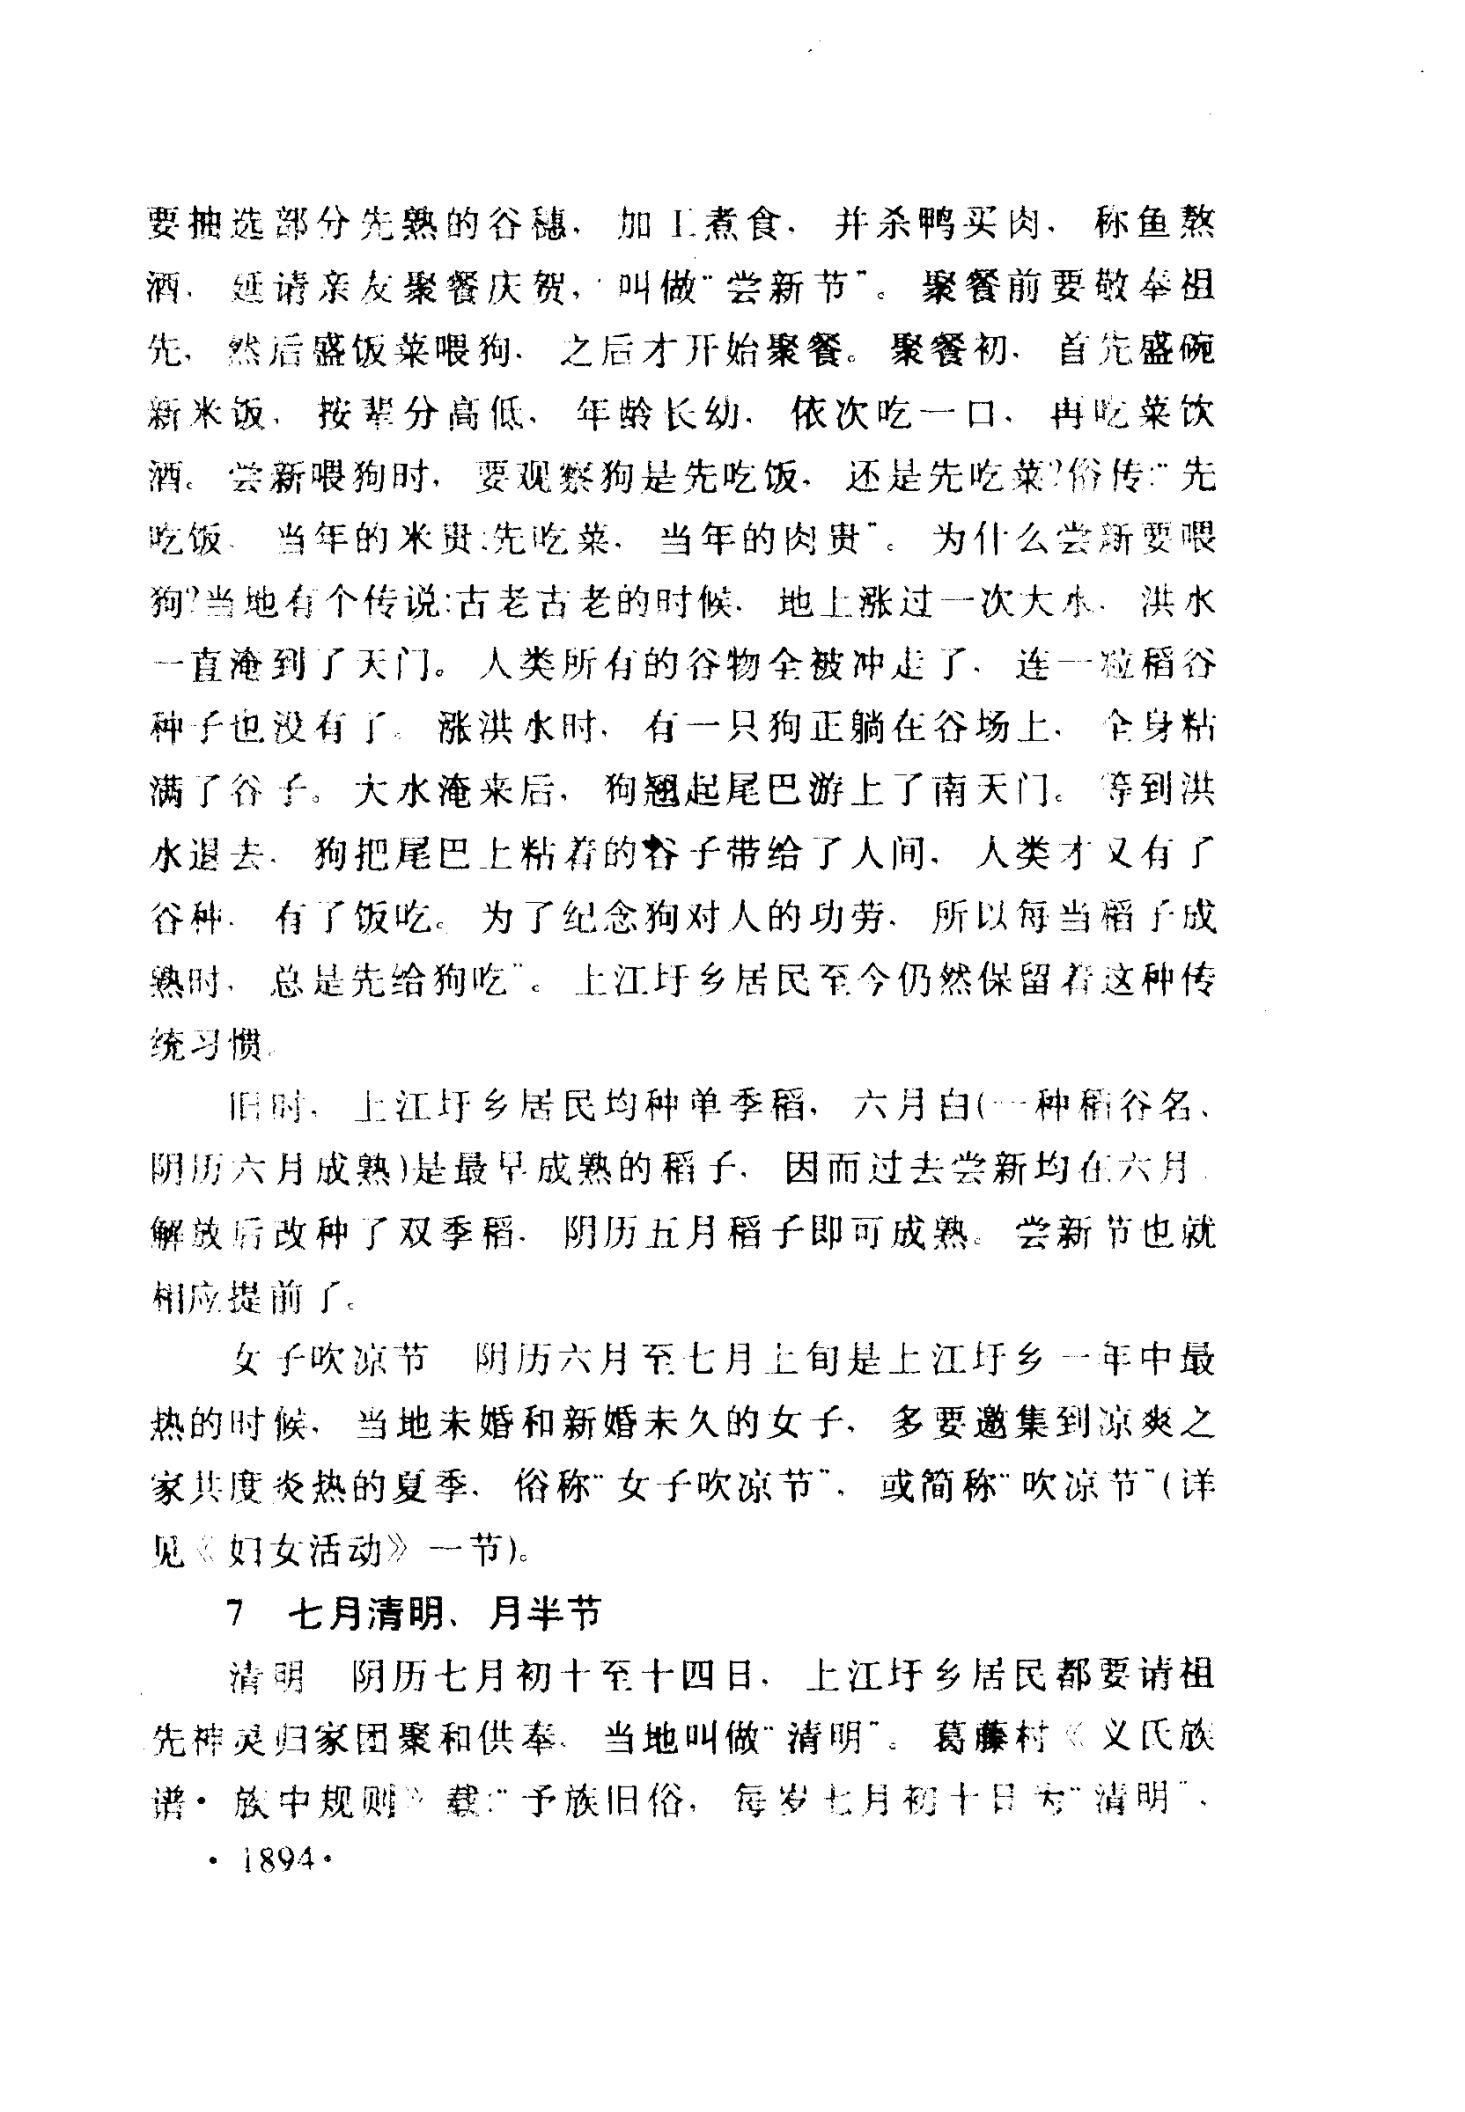 要抽选部分先熟的谷穗，加工煮食，并杀鸭买肉，称鱼熬
酒，延请亲友聚餐庆贺，叫做“尝新节”。聚餐前要敬奉祖
先，然后盛饭菜喂狗，之后才开始聚餐。聚餐初，首先盛碗
新米饭，按辈分高低，年龄长幼，依次吃一口，再吃菜饮
酒。尝新喂狗时，要观察狗是先吃饭，还是先吃菜?俗传:“先
吃饭，当年的米贵;先吃菜，当年的肉贵”。为什么尝新要喂
狗?当地有个传说:古老古老的时候，地上涨过一次大水，洪水
一直淹到了天门。人类所有的谷物全被冲走了，连一粒稻谷
种子也没有了。涨洪水时，有一只狗正躺在谷场上，全身粘
满了谷子。大水淹来后，狗翘起尾巴游上了南天门。等到洪
水退去，狗把尾巴上粘着的谷子带给了人间，人类才又有了
谷种，有了饭吃。为了纪念狗对人的功劳，所以每当稻子成
熟时，总是先给狗吃”。上江圩乡居民至今仍然保留着这种传
统习惯。
旧时，上江圩乡居民均种单季稻，六月白(一种稻谷名、
阴历六月成熟)是最早成熟的稻子，因而过去尝新均在六月，
解放后改种了双季稻，阴历五月稻子即可成熟。尝新节也就
相应提前了。
女子吹凉节　阴历六月至七月上旬是上江圩乡一年中最
热的时候，当地未婚和新婚未久的女子，多要邀集到凉爽之
家共度炎热的夏季，俗称“女子吹凉节”，或简称“吹凉节”(详
见《妇女活动》一节)。
7　七月清明、月半节
清明　阴历七月初十至十四日，上江圩乡居民都要请祖
先神灵归家团聚和供奉，当地叫做“清明”。葛藤村《义氏族
谱·族中规则》载:“予族旧俗，每岁七月初十日为“清明”、
·1894·